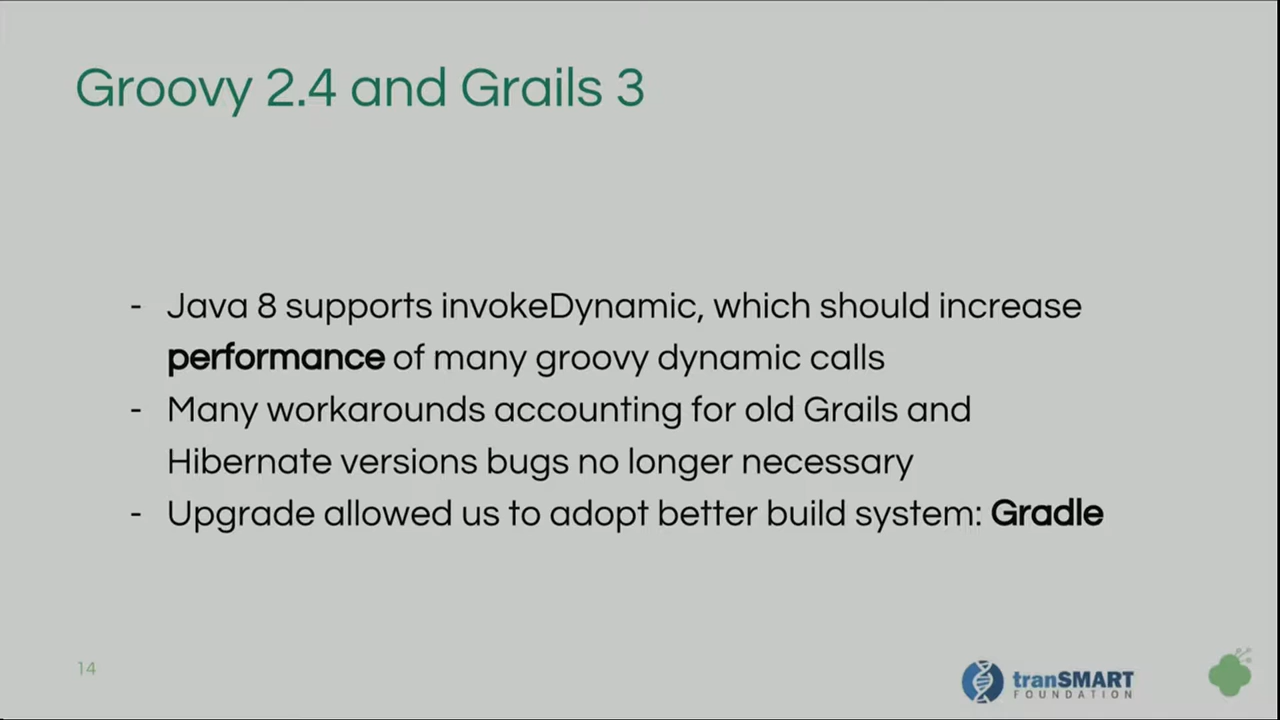 Groovy 2.4 and Grails 3
- Java 8 supports invokeDynamic, which should increase
performance of many groovy dynamic calls
- Many workarounds accounting for old Grails and
Hibernate versions bugs no longer necessary
- Upgrade allowed us to adopt better build system: Gradle
14
tranSMART
FOUNDATION